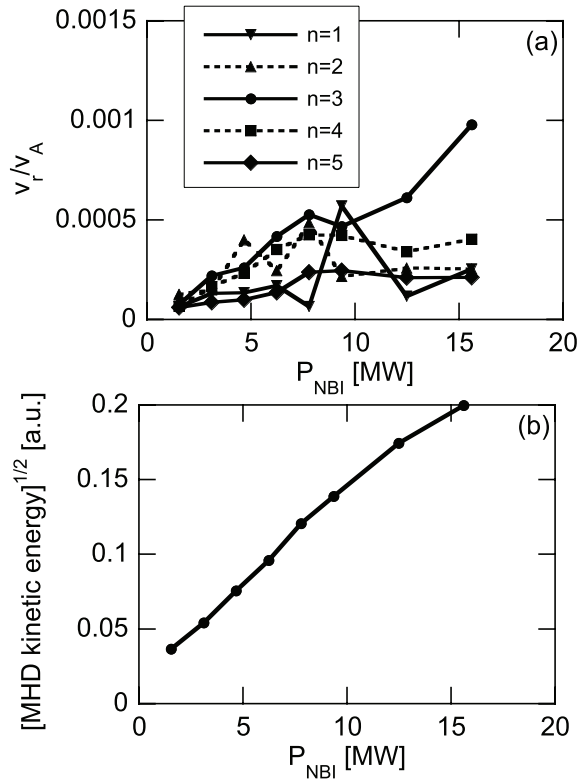 0.0015
(a)
n=1
n=2
0.001
n=3
n=4
n=5
v_r/v_A
0.0005
0
0 5 10 15 20
P_NBI [MW]
0.2
(b)
0.15
0.1
0.05
0
[MHD kinetic energy]^1/2 [a.u.]
0 5 10 15 20
P_NBI [MW]